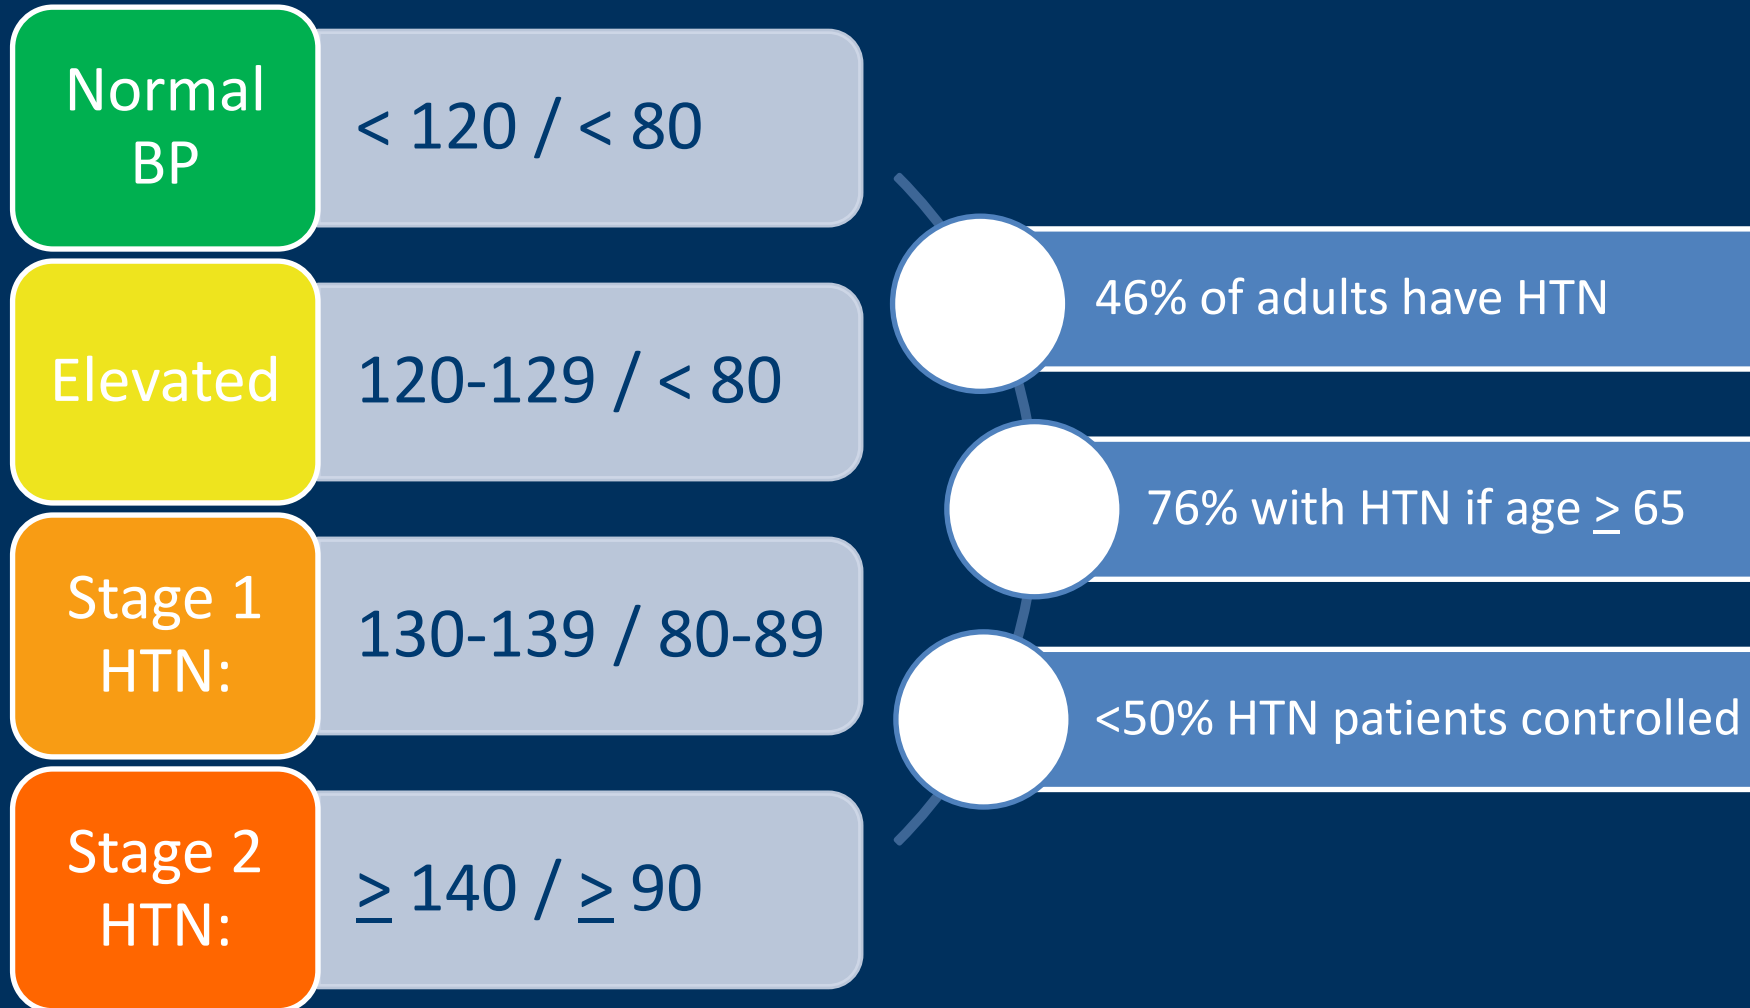 Normal
BP
< 120 / < 80
Elevated
120-129 / < 80
Stage 1
HTN:
130-139 / 80-89
Stage 2
HTN:
≥ 140 / ≥ 90
46% of adults have HTN
76% with HTN if age ≥ 65
<50% HTN patients controlled